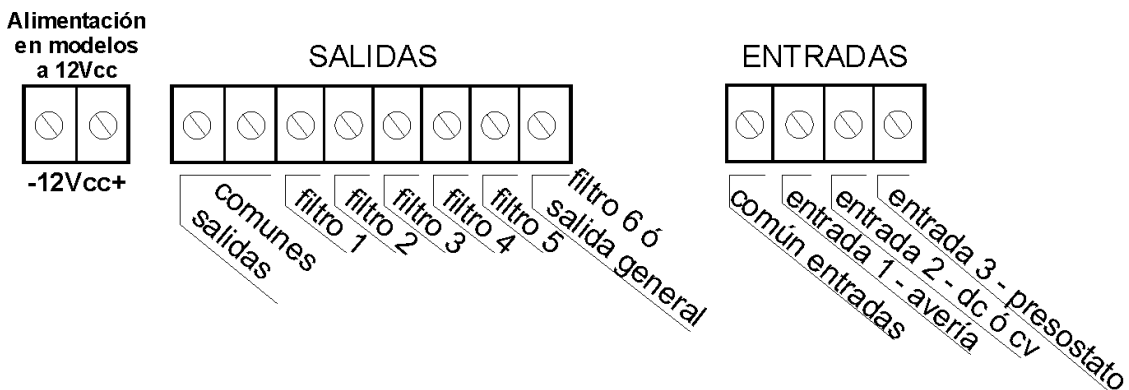 Alimentación
en modelos
a 12Vcc
-12Vcc+
SALIDAS
comunes
salidas
filtro 1
filtro 2
filtro 3
filtro 4
filtro 5
filtro 6 ó
salida general
ENTRADAS
común entradas
entrada 1 - avería
entrada 2 - dc ó cv
entrada 3 - presostato